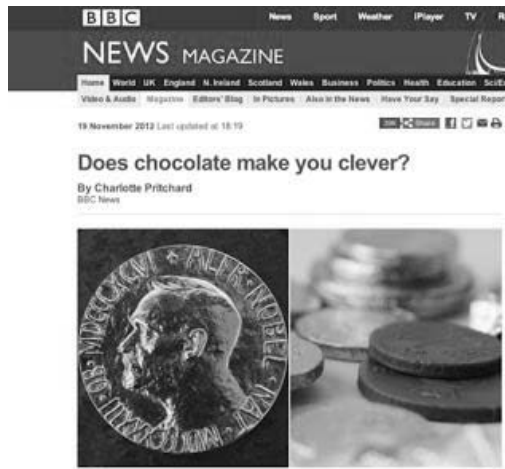 BBC
News Sport Weather iPlayer TV
NEWS MAGAZINE
Home World UK England N. Ireland Scotland Wales Business Politics Health Education
Video & Audio Magazine Editors' Blog In Pictures Also in the News Have Your Say Special
19 November 2012 Last updated at 18:19
Share
Does chocolate make you clever?
By Charlotte Pritchard
BBC News
ALFR· NOBEL